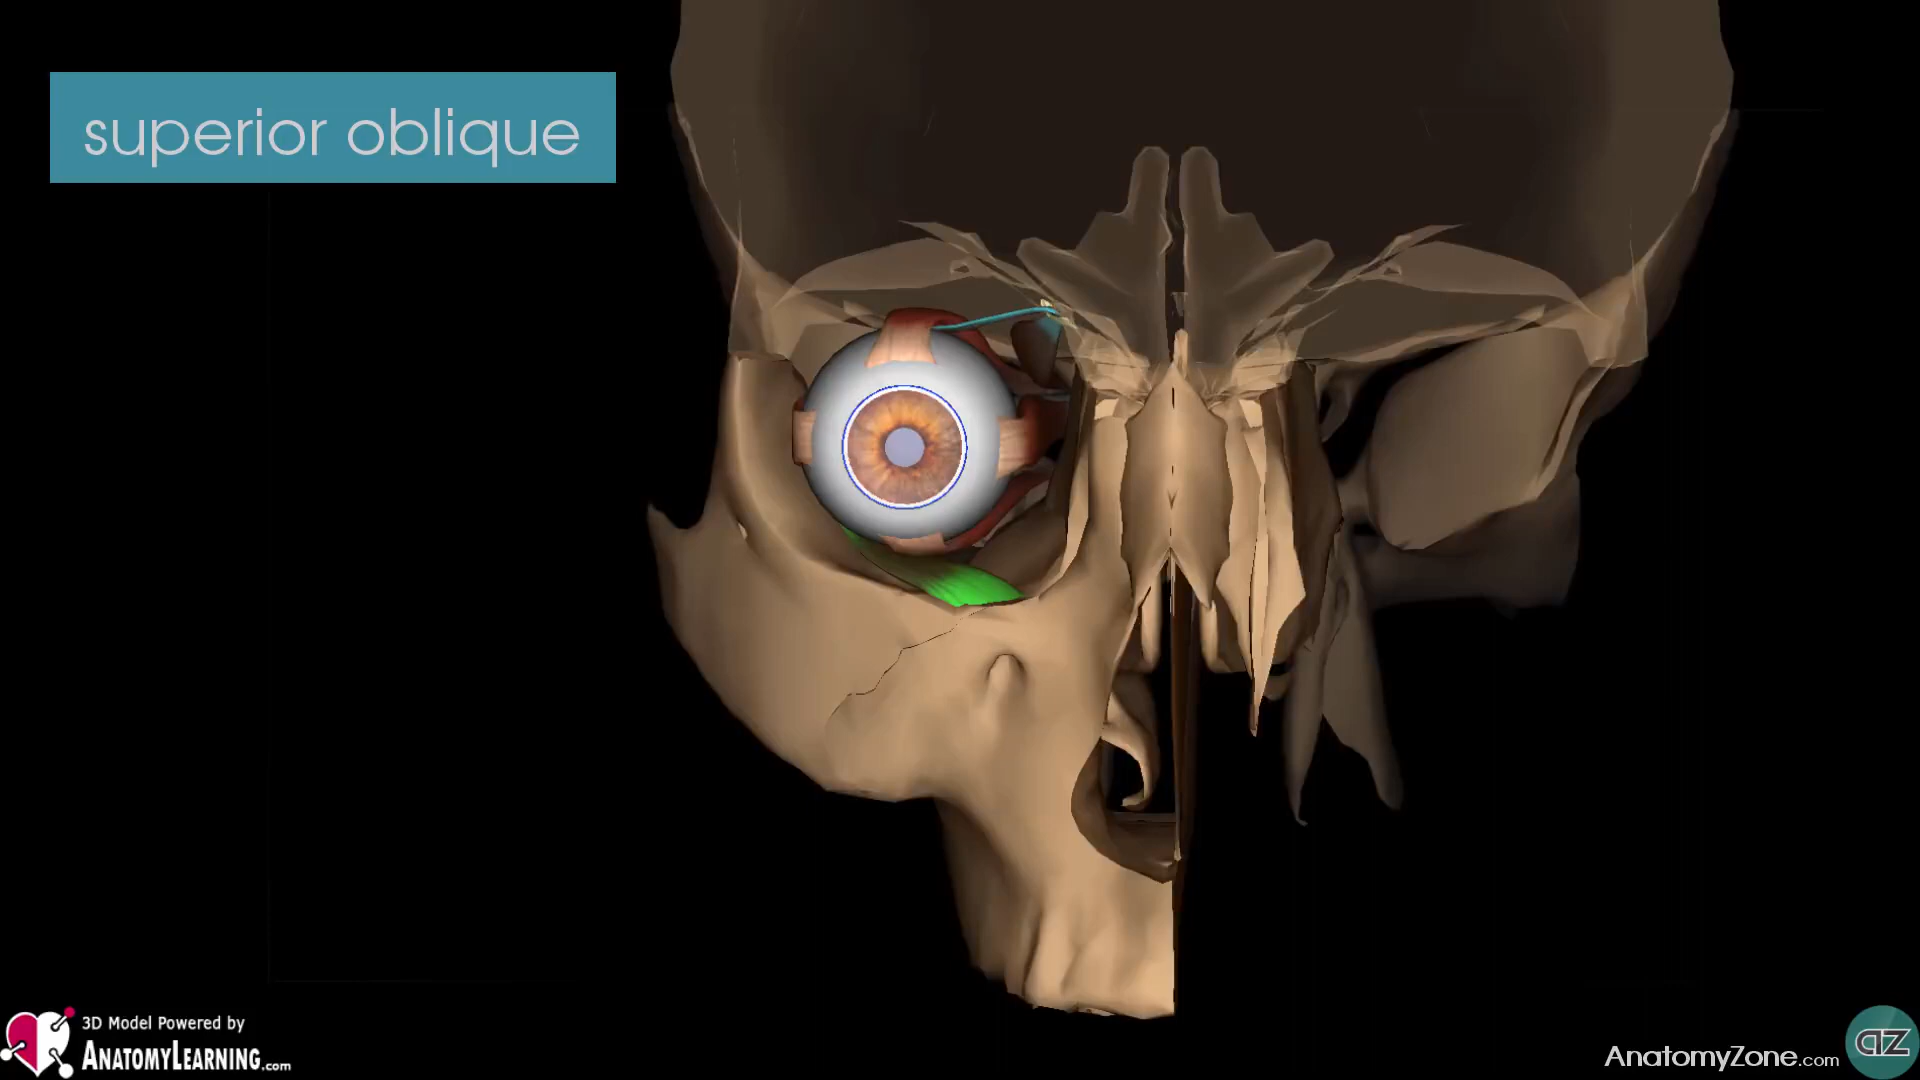 superior oblique
3D Model Powered by
ANATOMYLEARNING.com
AnatomyZone.com
az